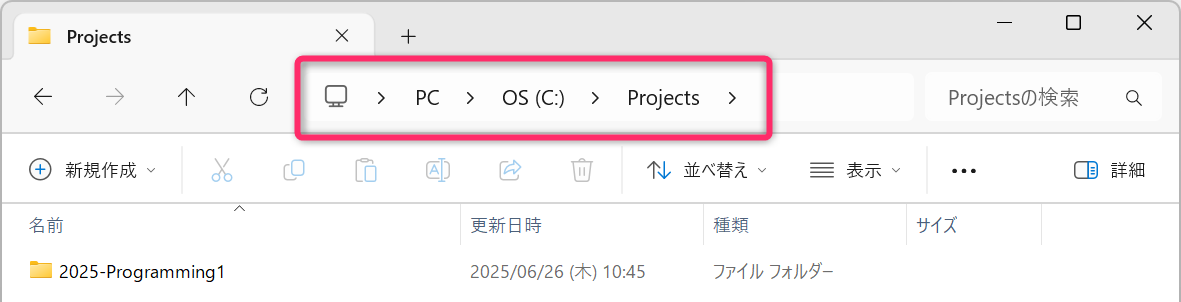 Projects
PC OS (C:) Projects Projectsの検索
新規作成 並べ替え 表示 詳細
名前 更新日時 種類 サイズ
2025-Programming1 2025/06/26 (木) 10:45 ファイル フォルダー